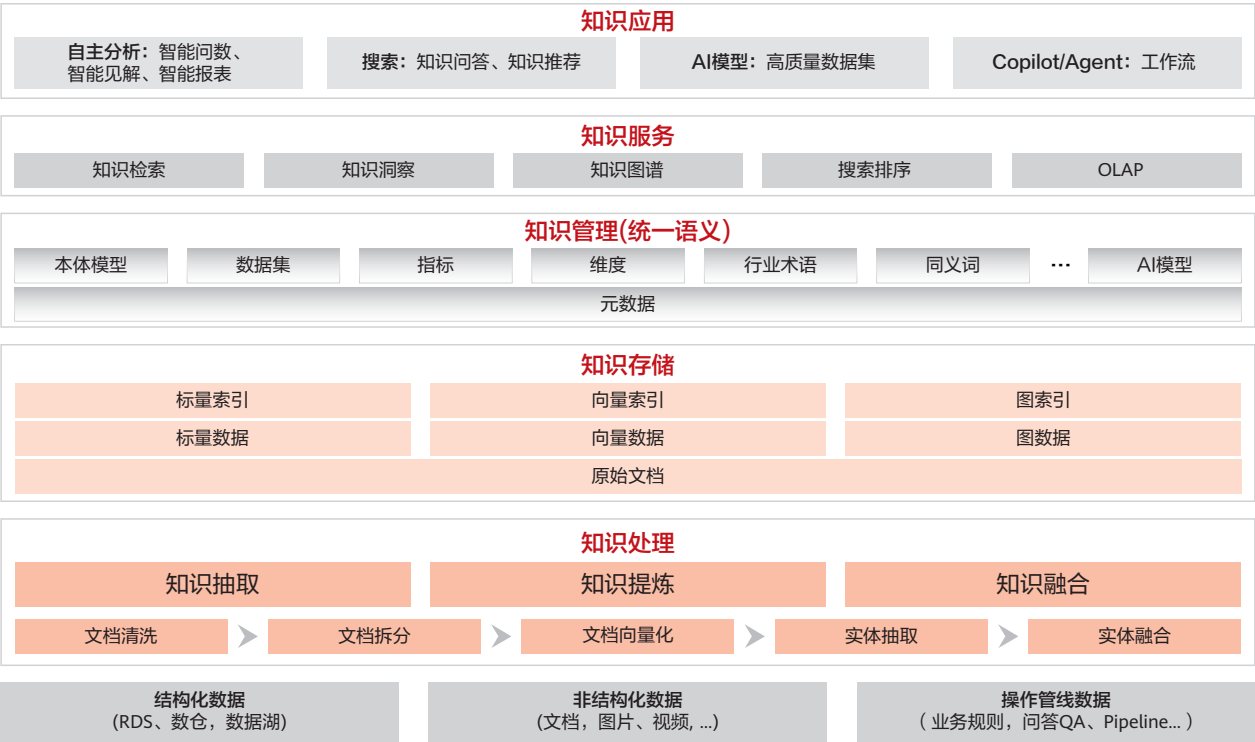 知识应用
自主分析：智能问数、
智能见解、智能报表
搜索：知识问答、知识推荐
AI模型：高质量数据集
Copilot/Agent：工作流
知识服务
知识检索
知识洞察
知识图谱
搜索排序
OLAP
知识管理(统一语义)
本体模型
数据集
指标
维度
行业术语
同义词
···
AI模型
元数据
知识存储
标量索引
向量索引
图索引
标量数据
向量数据
图数据
原始文档
知识处理
知识抽取
知识提炼
知识融合
文档清洗
文档拆分
文档向量化
实体抽取
实体融合
结构化数据
(RDS、数仓，数据湖)
非结构化数据
(文档，图片、视频, ...)
操作管线数据
（业务规则，问答QA、Pipeline...）